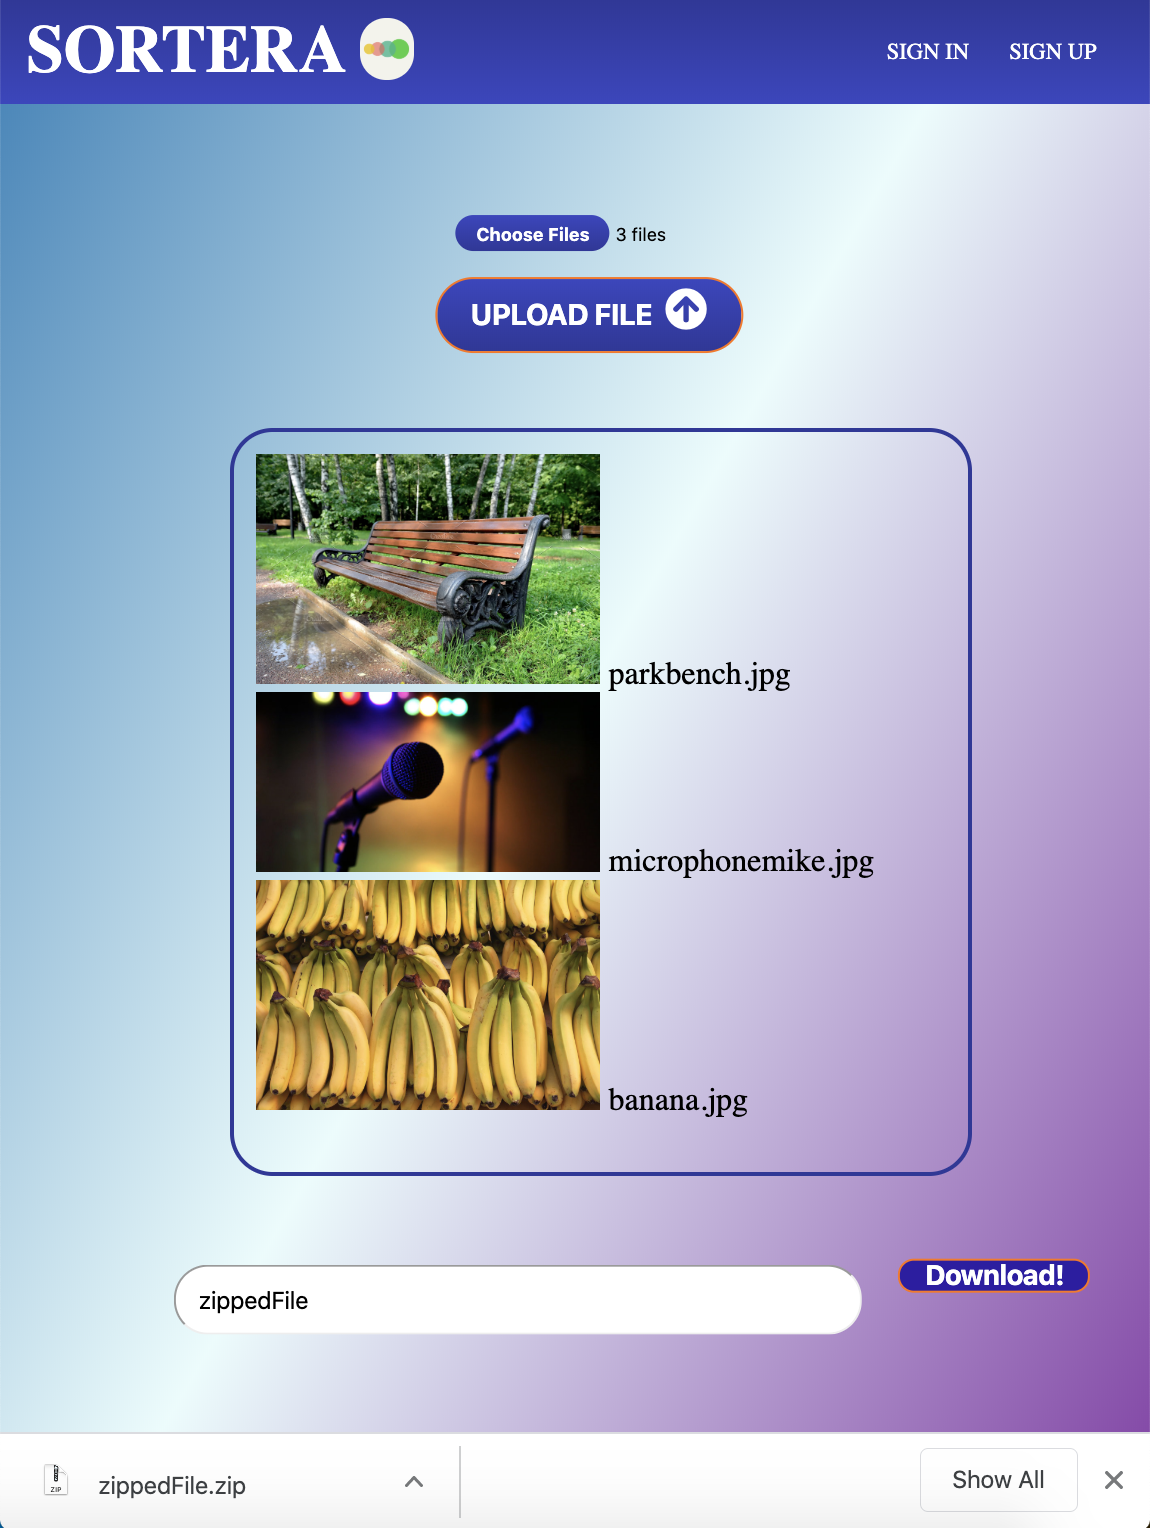 SORTERA
SIGN IN SIGN UP
Choose Files 3 files
UPLOAD FILE
parkbench.jpg
microphonemike.jpg
banana.jpg
zippedFile
Download!
ZIP
zippedFile.zip
Show All